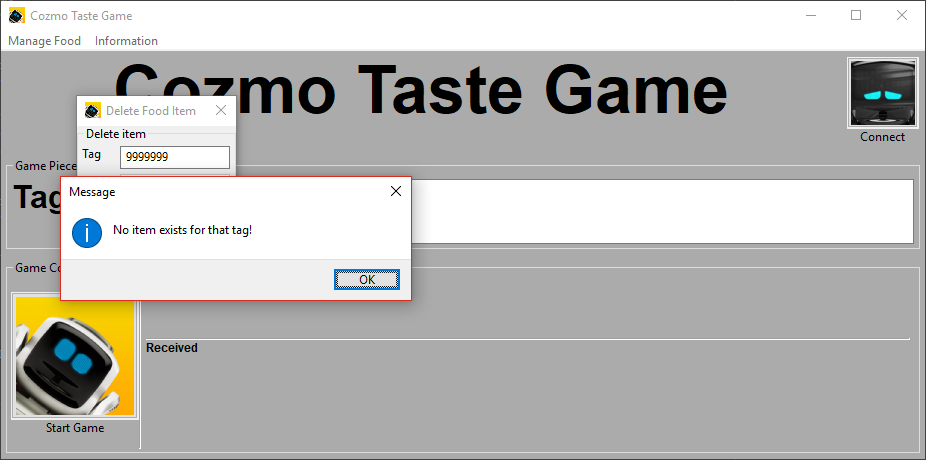 Cozmo Taste Game
Manage Food Information
Cozmo Taste Game
Connect
Delete Food Item
Delete item
Tag 9999999
Game Piece
Tag
Message
No item exists for that tag!
OK
Game Co
Received
Start Game